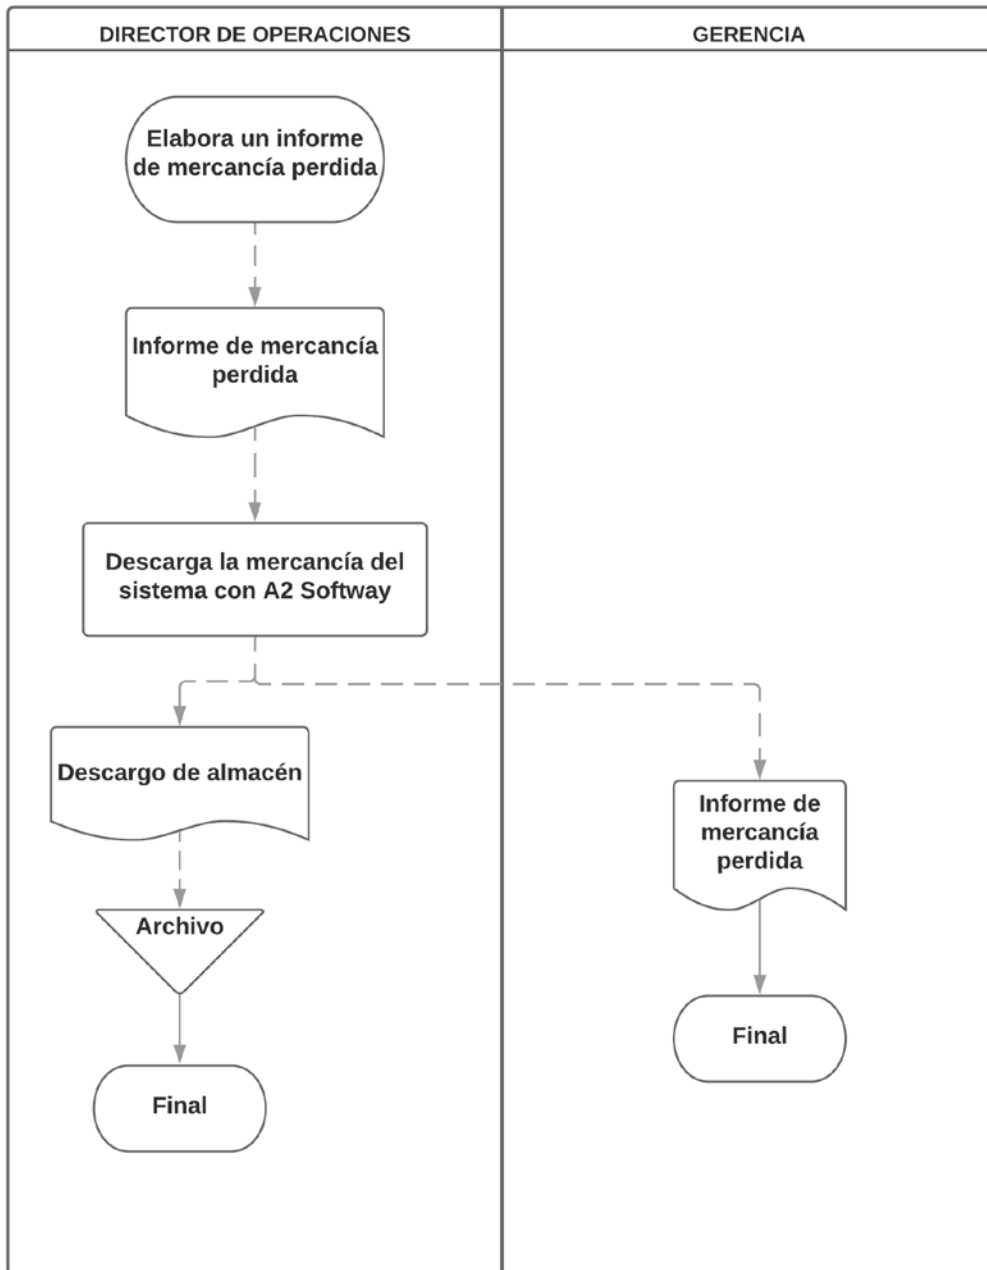 DIRECTOR DE OPERACIONES
GERENCIA
Elabora un informe
de mercancía perdida
Informe de mercancía
perdida
Descarga la mercancía del
sistema con A2 Softway
Descargo de almacén
Informe de
mercancía
perdida
Archivo
Final
Final